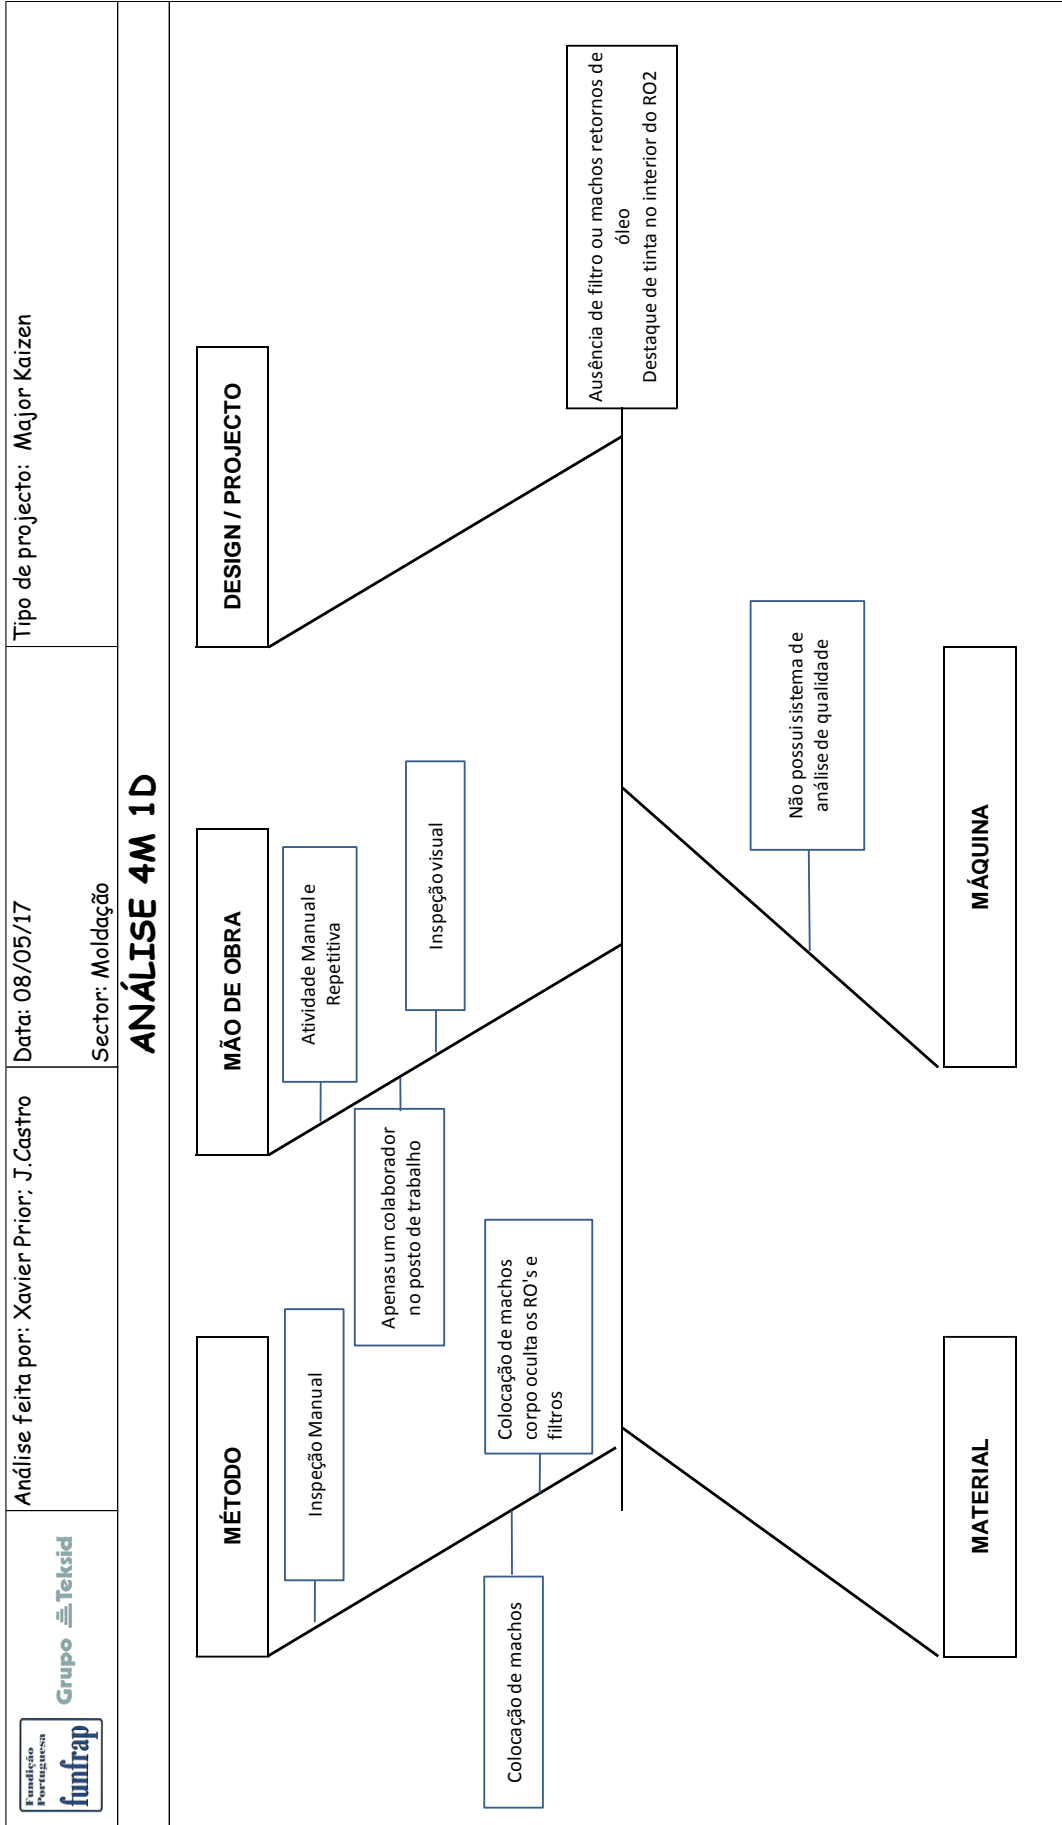 Fundição
Portuguesa
funfrap
Grupo Teksid
Análise feita por: Xavier Prior; J.Castro
Data: 08/05/17
Sector: Moldação
Tipo de projecto: Major Kaizen
ANÁLISE 4M 1D
MÉTODO
MÃO DE OBRA
DESIGN / PROJECTO
Inspeção Manual
Atividade Manual e
Repetitiva
Apenas um colaborador
no posto de trabalho
Inspeção visual
Colocação de machos
Colocação de machos
corpo oculta os RO's e
filtros
Ausência de filtro ou machos retornos de
óleo
Destaque de tinta no interior do RO2
Não possui sistema de
análise de qualidade
MATERIAL
MÁQUINA